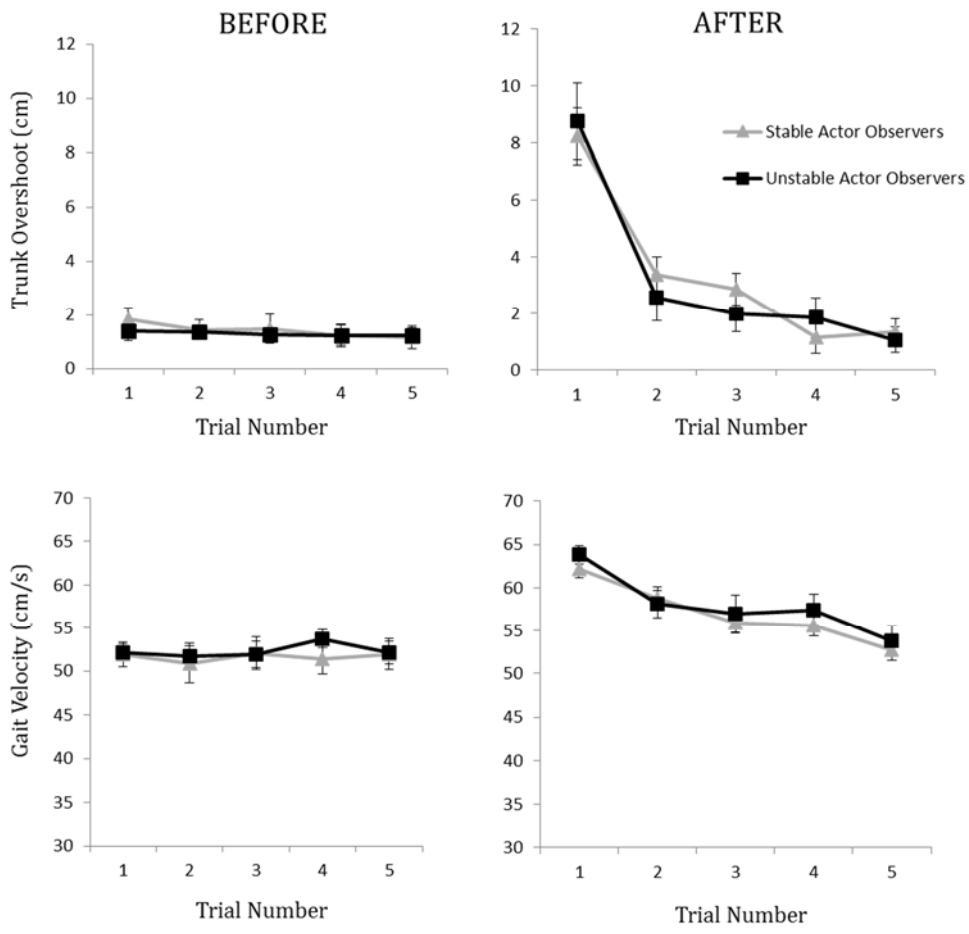 BEFORE
AFTER
Trunk Overshoot (cm)
12
10
8
6
4
2
0
1 2 3 4 5
Trial Number
12
10
8
6
4
2
0
1 2 3 4 5
Trial Number
Stable Actor Observers
Unstable Actor Observers
Gait Velocity (cm/s)
70
65
60
55
50
45
40
35
30
1 2 3 4 5
Trial Number
70
65
60
55
50
45
40
35
30
1 2 3 4 5
Trial Number